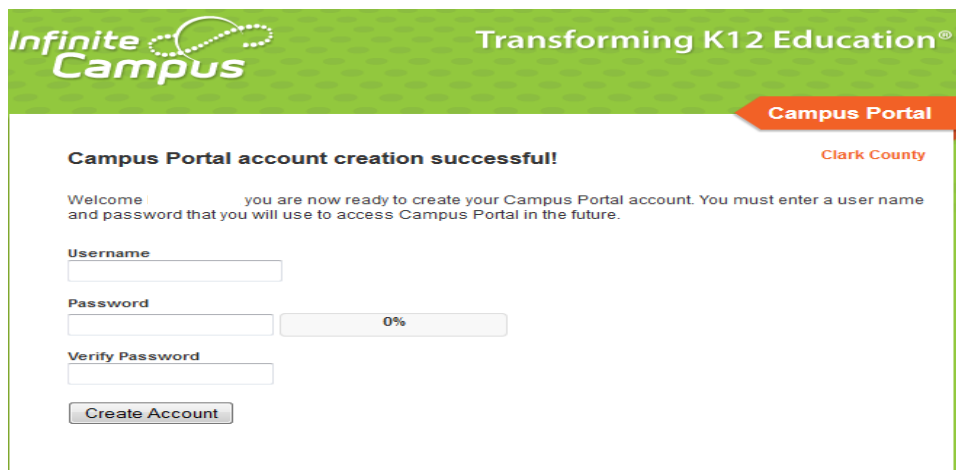 Infinite Campus
Transforming K12 Education®
Campus Portal
Campus Portal account creation successful!
Clark County
Welcome you are now ready to create your Campus Portal account. You must enter a user name
and password that you will use to access Campus Portal in the future.
Username
Password
0%
Verify Password
Create Account